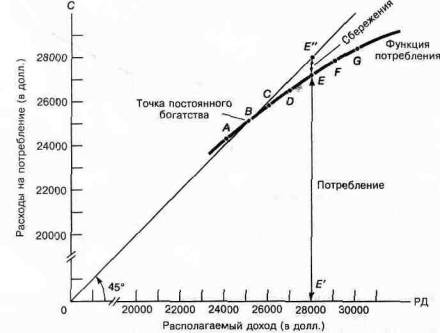 C
Расходы на потребление (в долл.)
28000
26000
24000
22000
20000
0
45°
Точка постоянного
богатства
A
B
C
D
E
F
G
E"
Сбережения
Функция
потребления
Потребление
E'
РД
20000
22000
24000
26000
28000
30000
Располагаемый доход (в долл.)